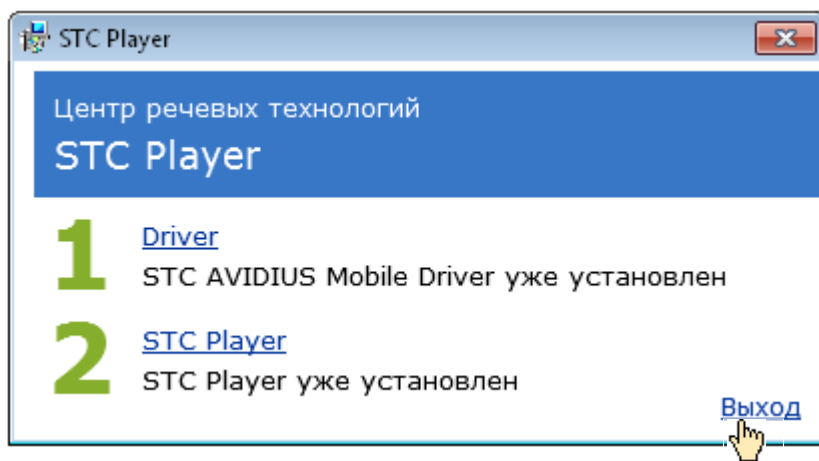 STC Player
Центр речевых технологий
STC Player
1
Driver
STC AVIDIUS Mobile Driver уже установлен
2
STC Player
STC Player уже установлен
Выход